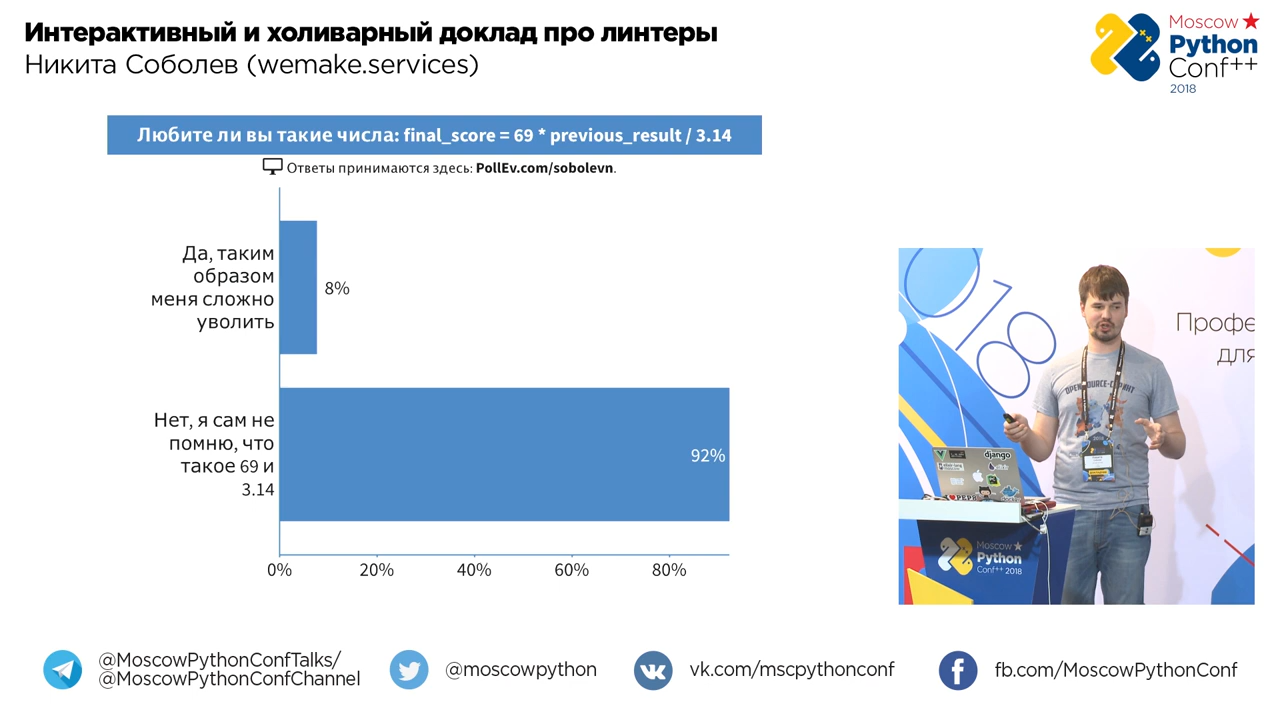 Интерактивный и холиварный доклад про линтеры
Никита Соболев (wemake.services)
Moscow
Python
Conf++
2018
Любите ли вы такие числа: final_score = 69 * previous_result / 3.14
Ответы принимаются здесь: PollEv.com/sobolevn.
Да, таким
образом
меня сложно
уволить
8%
Нет, я сам не
помню, что
такое 69 и
3.14
92%
0% 20% 40% 60% 80%
2018
Профе
для
django
Moscow
Python
Conf++ 2018
@MoscowPythonConfTalks/
@MoscowPythonConfChannel
@moscowpython
vk.com/mscpythonconf
fb.com/MoscowPythonConf